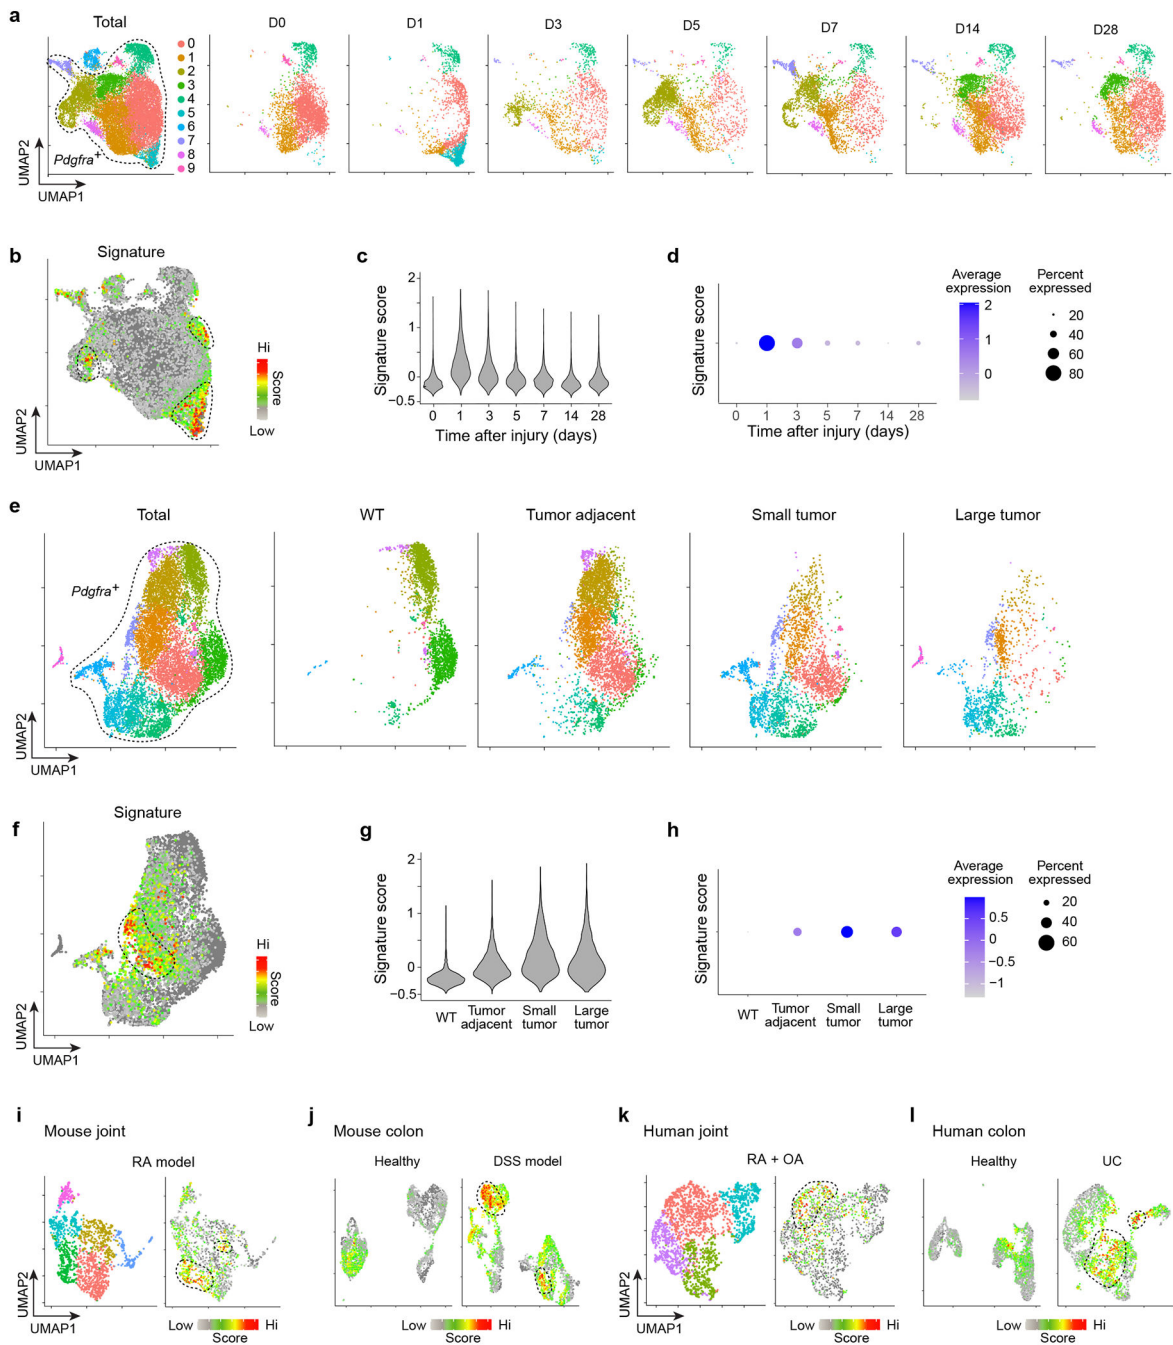 a
Total
D0
D1
D3
D5
D7
D14
D28
0
1
2
3
4
5
6
7
8
9
Pdgfra+
UMAP2
UMAP1
b
Signature
Hi
Score
Low
UMAP2
UMAP1
c
Signature score
2
1
0
−0.5
0 1 3 5 7 14 28
Time after injury (days)
d
Signature score
0 1 3 5 7 14 28
Time after injury (days)
Average
expression
2
1
0
Percent
expressed
20
40
60
80
e
Total
WT
Tumor adjacent
Small tumor
Large tumor
Pdgfra+
UMAP2
UMAP1
f
Signature
Hi
Score
Low
UMAP2
UMAP1
g
Signature score
2
1
0
−0.5
WT
Tumor
adjacent
Small
tumor
Large
tumor
h
Signature score
WT
Tumor
adjacent
Small
tumor
Large
tumor
Average
expression
0.5
0
−0.5
−1
Percent
expressed
20
40
60
i
Mouse joint
RA model
UMAP2
UMAP1
Low Hi
Score
j
Mouse colon
Healthy
DSS model
Low Hi
Score
k
Human joint
RA + OA
UMAP2
UMAP1
Low Hi
Score
l
Human colon
Healthy
UC
Low Hi
Score